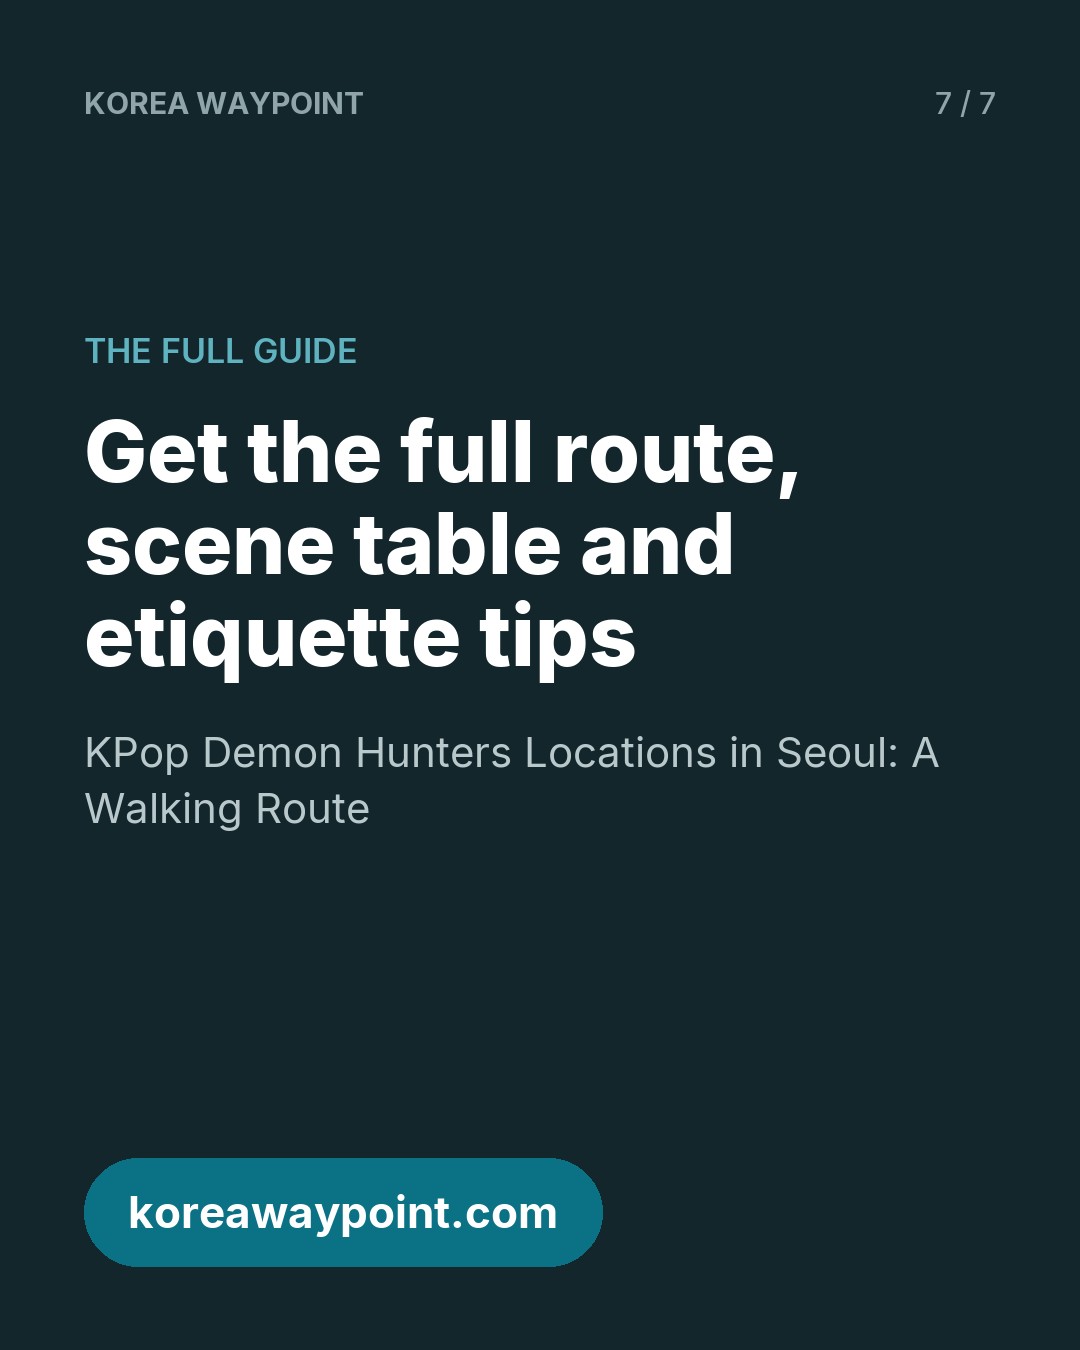 KOREA WAYPOINT
7 / 7
THE FULL GUIDE
Get the full route,
scene table and
etiquette tips
KPop Demon Hunters Locations in Seoul: A
Walking Route
koreawaypoint.com